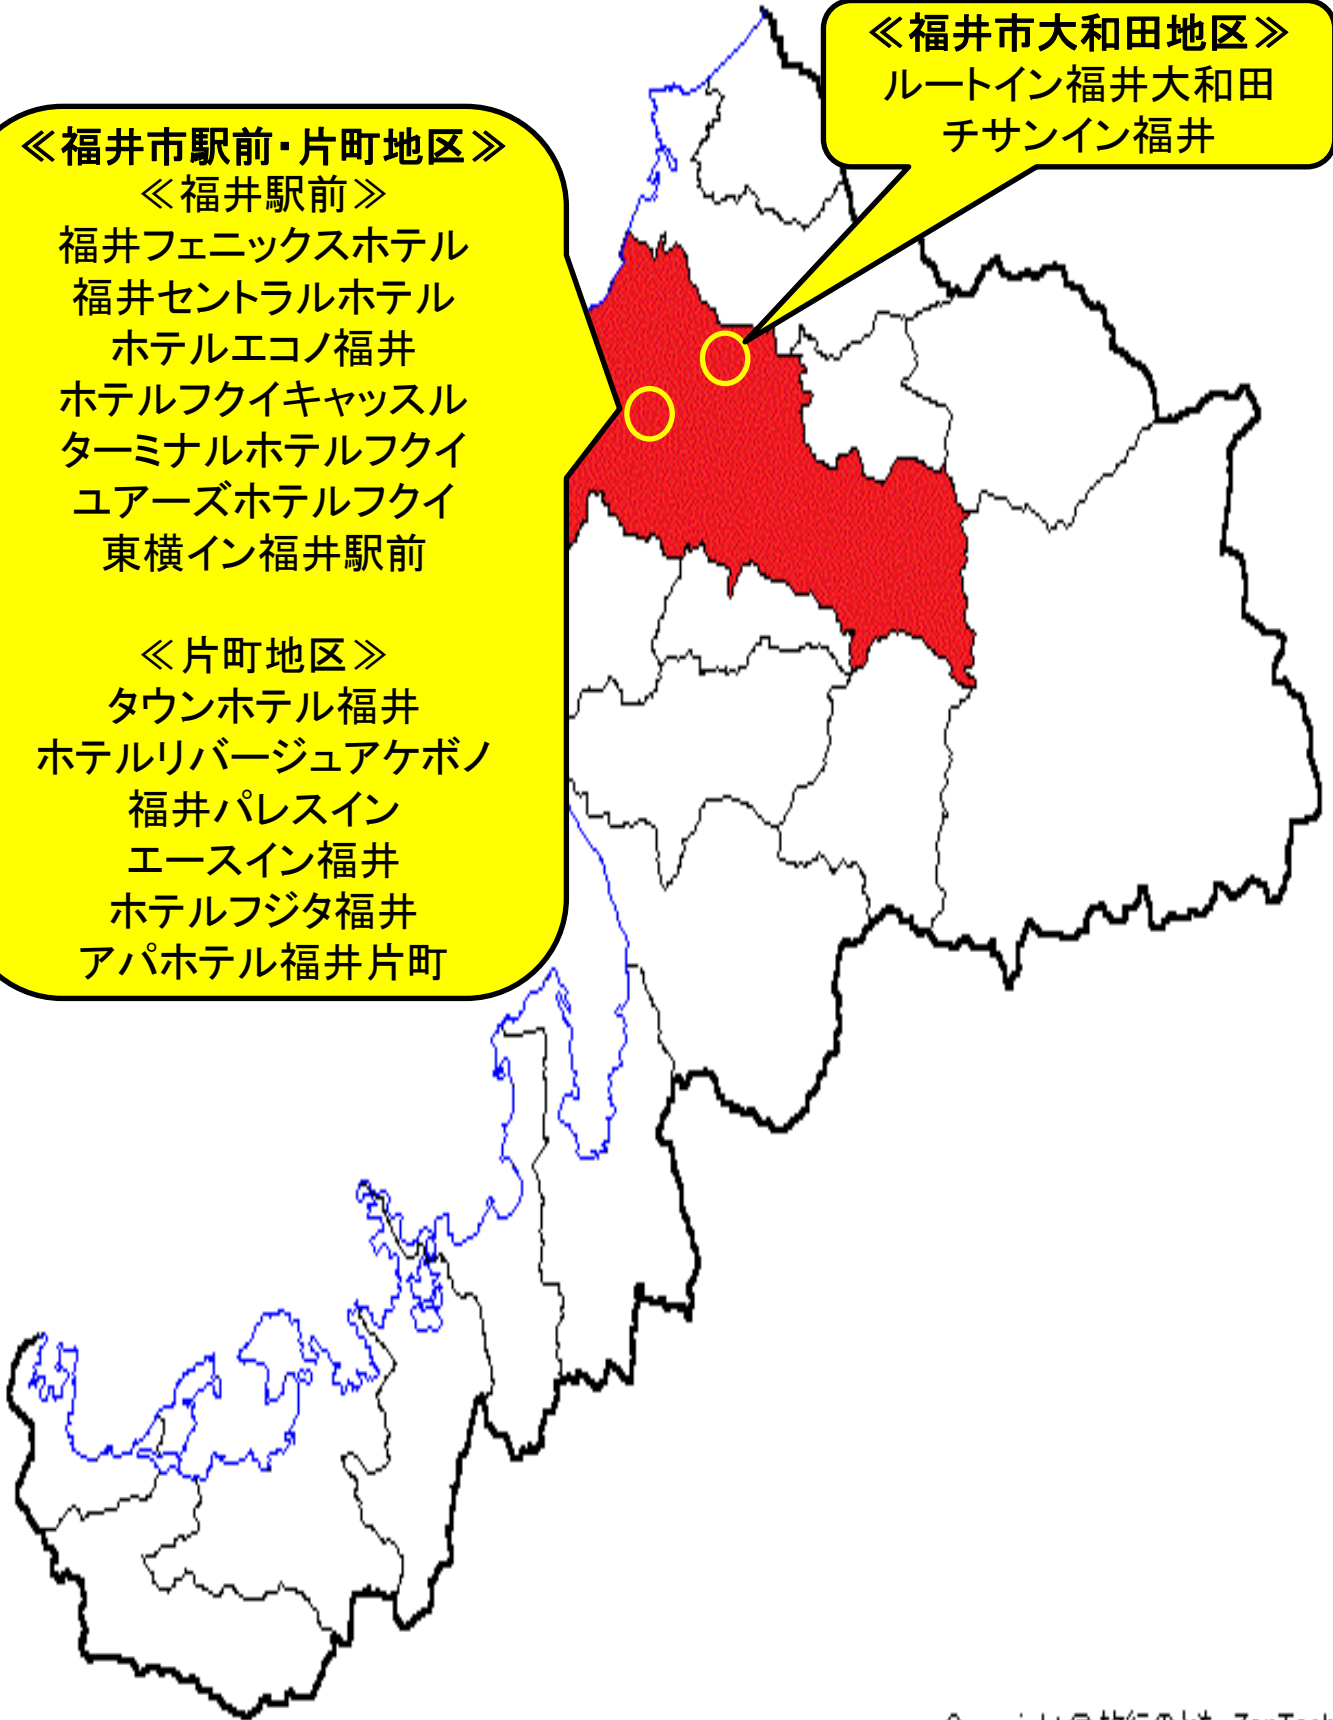 ≪福井市大和田地区≫
ルートイン福井大和田
チサンイン福井
≪福井市駅前・片町地区≫
≪福井駅前≫
福井フェニックスホテル
福井セントラルホテル
ホテルエコノ福井
ホテルフクイキャッスル
ターミナルホテルフクイ
ユアーズホテルフクイ
東横イン福井駅前
≪片町地区≫
タウンホテル福井
ホテルリバージュアケボノ
福井パレスイン
エースイン福井
ホテルフジタ福井
アパホテル福井片町